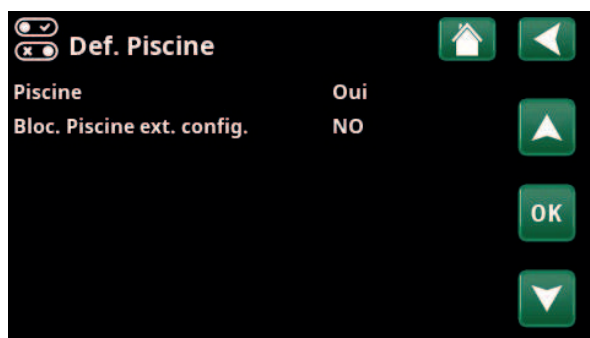 Def. Piscine
Piscine Oui
Bloc. Piscine ext. config. NO
OK